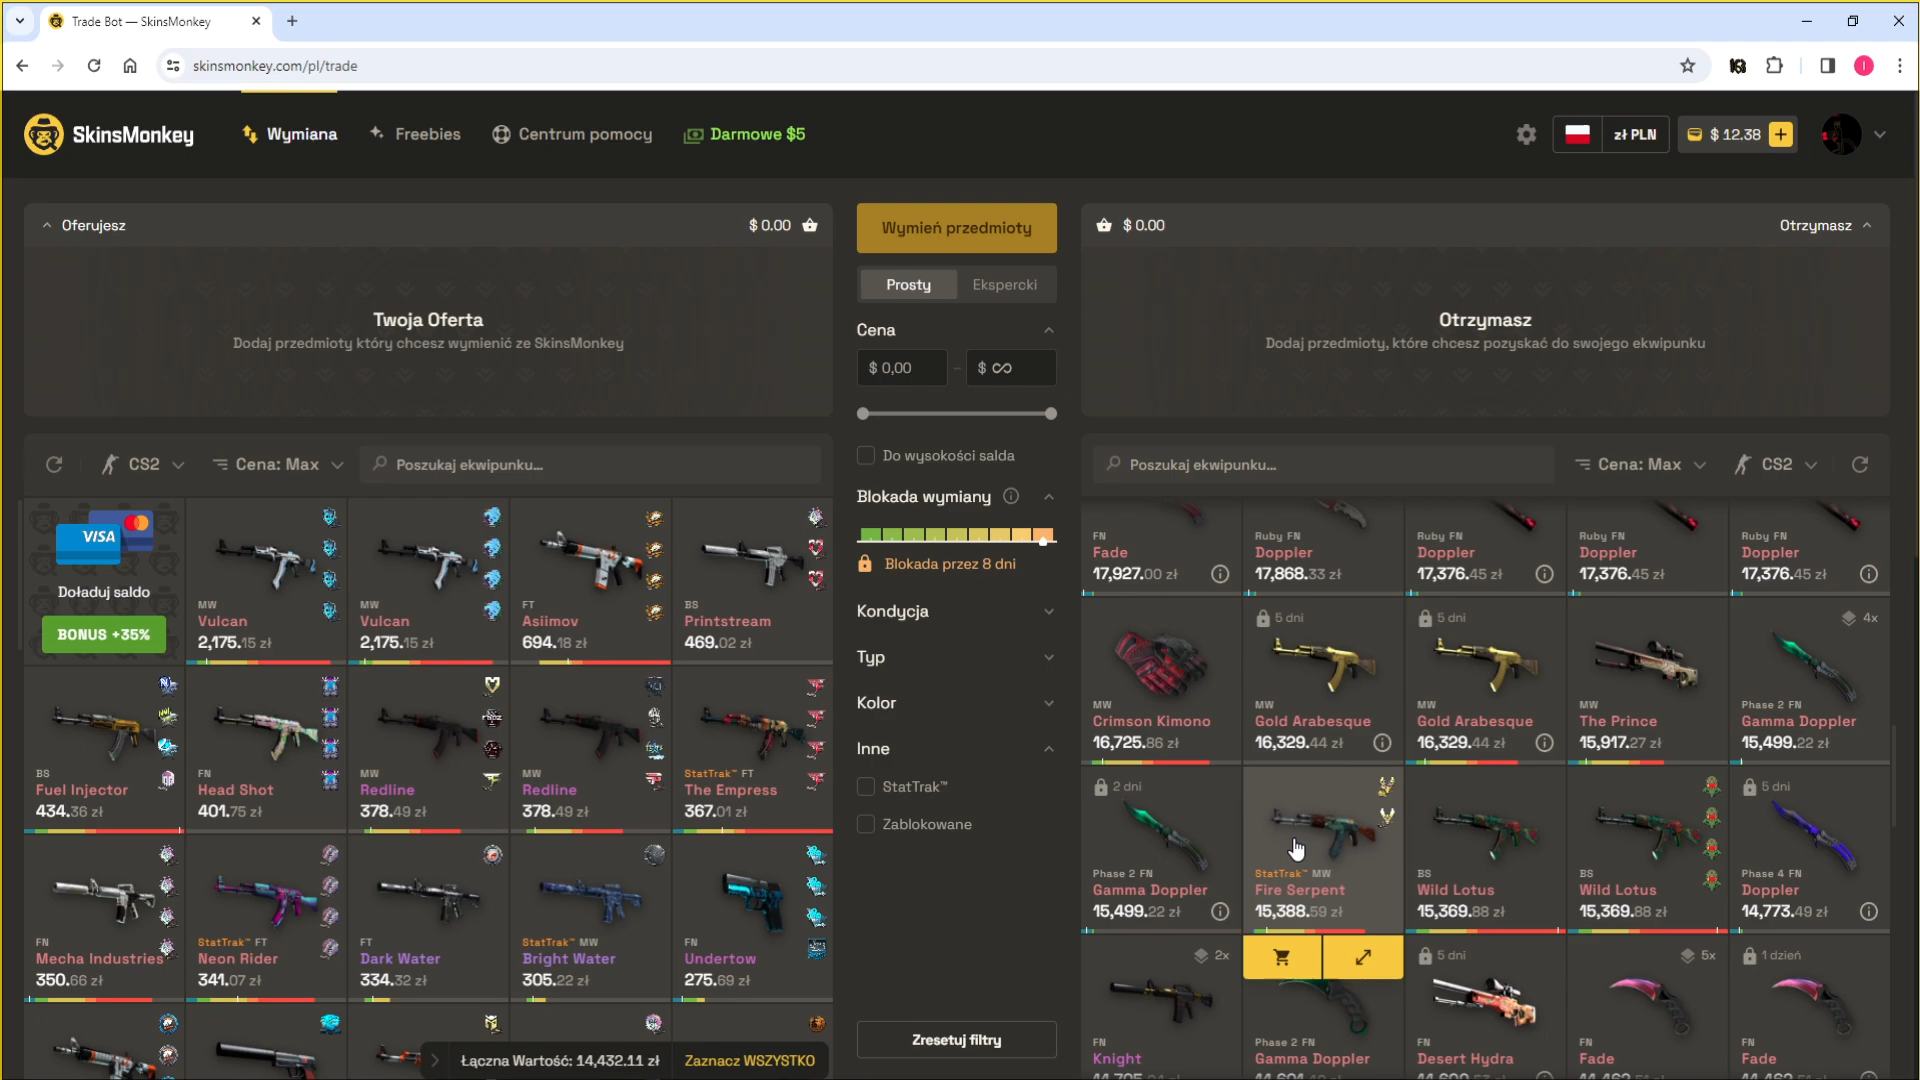 Trade Bot — SkinsMonkey
skinsmonkey.com/pl/trade
SkinsMonkey
Wymiana
Freebies
Centrum pomocy
Darmowe $5
zł PLN
$ 12.38
Oferujesz
$ 0.00
Twoja Oferta
Dodaj przedmioty który chcesz wymienić ze SkinsMonkey
Wymień przedmioty
Prosty
Ekspercki
Cena
$ 0,00
–
$ ∞
Do wysokości salda
Blokada wymiany
Blokada przez 8 dni
Kondycja
Typ
Kolor
Inne
StatTrak™
Zablokowane
Zresetuj filtry
$ 0.00
Otrzymasz
Otrzymasz
Dodaj przedmioty, które chcesz pozyskać do swojego ekwipunku
CS2
Cena: Max
Poszukaj ekwipunku...
VISA
Doładuj saldo
BONUS +35%
MW
Vulcan
2,175.15 zł
MW
Vulcan
2,175.15 zł
FT
Asiimov
694.18 zł
BS
Printstream
469.02 zł
BS
Fuel Injector
434.36 zł
FN
Head Shot
401.75 zł
MW
Redline
378.49 zł
MW
Redline
378.49 zł
StatTrak™ FT
The Empress
367.01 zł
FN
Mecha Industries
350.66 zł
StatTrak™ FT
Neon Rider
341.07 zł
FT
Dark Water
334.32 zł
StatTrak™ MW
Bright Water
305.22 zł
FN
Undertow
275.69 zł
Łączna Wartość: 14,432.11 zł
Zaznacz WSZYSTKO
Poszukaj ekwipunku...
Cena: Max
CS2
FN
Fade
17,927.00 zł
Ruby FN
Doppler
17,868.33 zł
Ruby FN
Doppler
17,376.45 zł
Ruby FN
Doppler
17,376.45 zł
Ruby FN
Doppler
17,376.45 zł
MW
Crimson Kimono
16,725.86 zł
5 dni
MW
Gold Arabesque
16,329.44 zł
5 dni
MW
Gold Arabesque
16,329.44 zł
MW
The Prince
15,917.27 zł
4x
Phase 2 FN
Gamma Doppler
15,499.22 zł
2 dni
Phase 2 FN
Gamma Doppler
15,499.22 zł
StatTrak™ MW
Fire Serpent
15,388.59 zł
BS
Wild Lotus
15,369.88 zł
BS
Wild Lotus
15,369.88 zł
5 dni
Phase 4 FN
Doppler
14,773.49 zł
2x
FN
Knight
Phase 2 FN
Gamma Doppler
5 dni
FN
Desert Hydra
5x
FN
Fade
1 dzień
FN
Fade